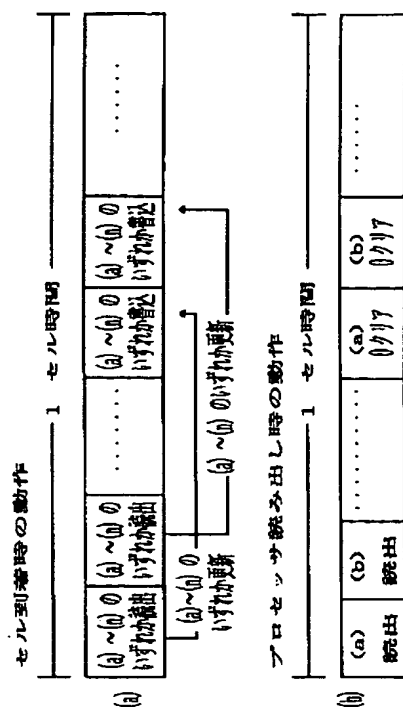 セル到着時の動作
1 セル時間
(a)
(a)~(n)の
いずれか読出
(a)~(n)の
いずれか読出
......
(a)~(n)の
いずれか書込
(a)~(n)の
いずれか書込
......
(a)~(n)の
いずれか更新
(a)~(n)のいずれか更新
プロセッサ読み出し時の動作
1 セル時間
(b)
(a)
読出
(b)
読出
.........
(a)
0クリア
(b)
0クリア
......